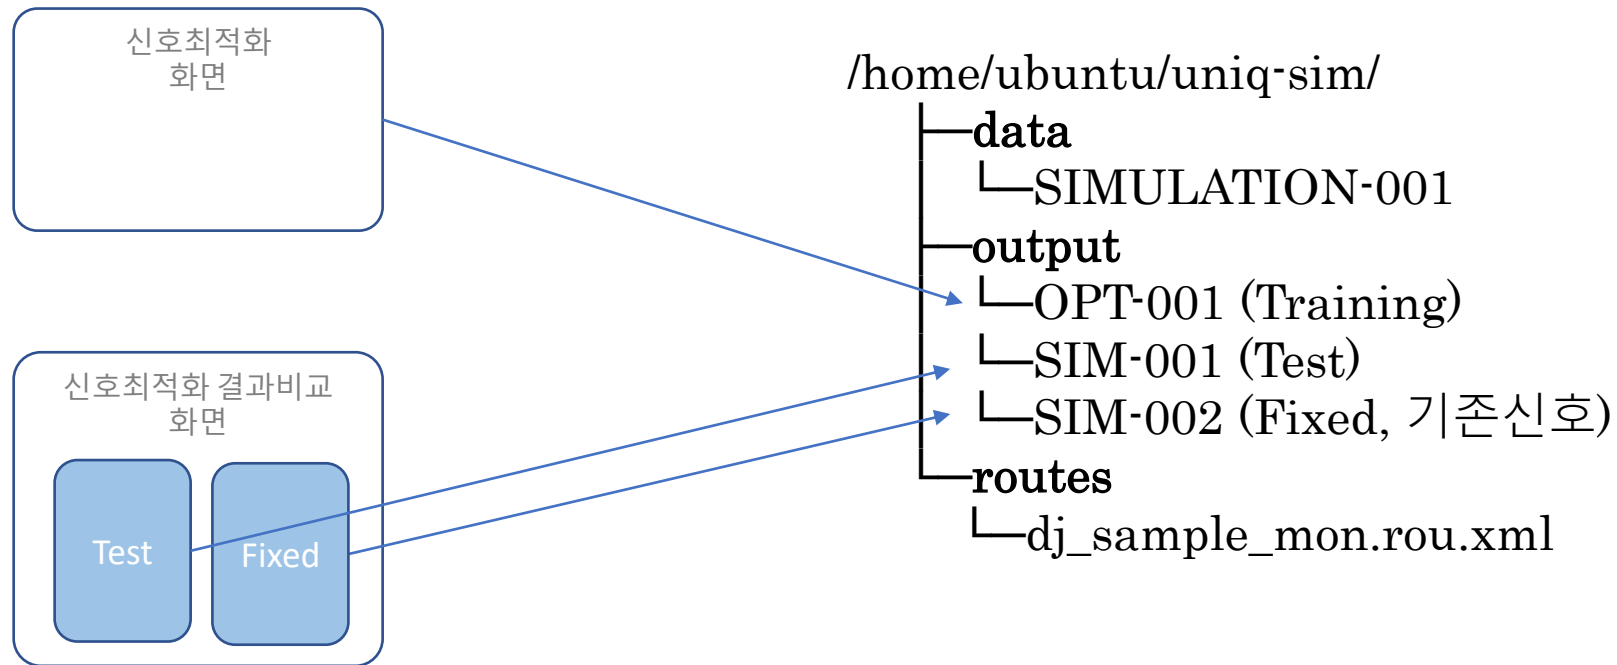 신호최적화
화면
신호최적화 결과비교
화면
Test
Fixed
/home/ubuntu/uniq-sim/
data
SIMULATION-001
output
OPT-001 (Training)
SIM-001 (Test)
SIM-002 (Fixed, 기존신호)
routes
dj_sample_mon.rou.xml